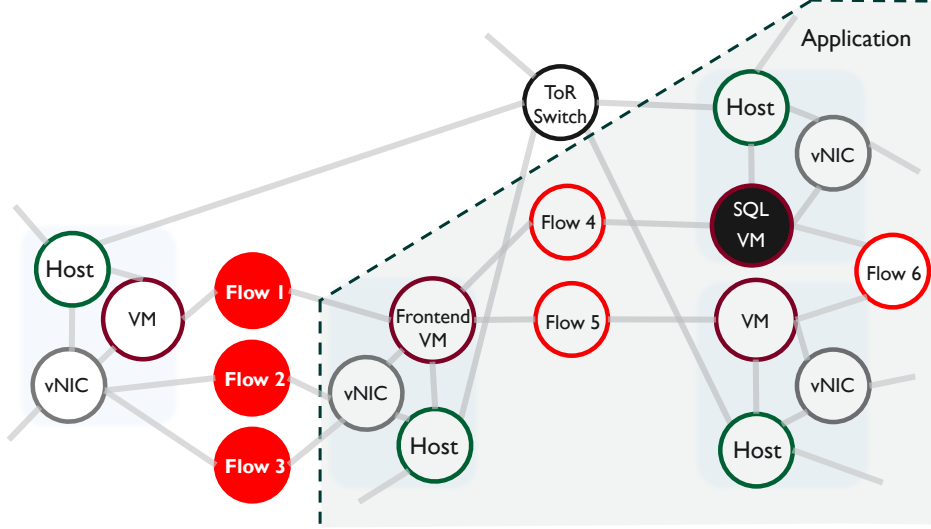 Application
ToR
Switch
Host
vNIC
SQL
VM
Flow 4
Host
Flow 6
Flow 1
VM
Frontend
VM
Flow 5
VM
Flow 2
vNIC
vNIC
vNIC
Host
Host
Flow 3